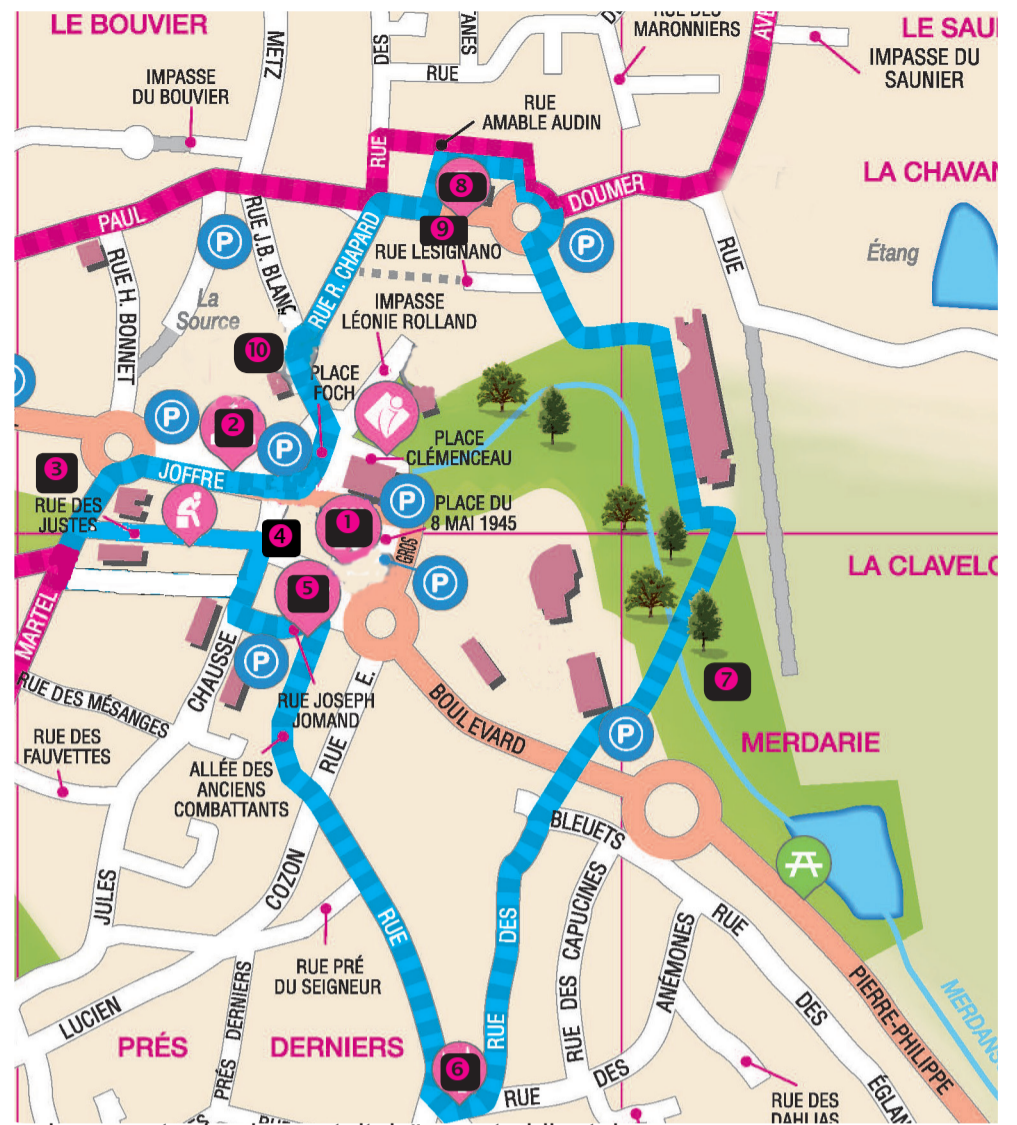 LE BOUVIER
METZ
DES
ANES
RUE DES
MARONNIERS
AVE
LE SAU
IMPASSE DU
SAUNIER
RUE
IMPASSE
DU BOUVIER
RUE
AMABLE AUDIN
RUE
LA CHAVAN
8
DOUMER
PAUL
RUE J.B. BLANC
RUE R. CHAPARD
9
RUE LESIGNANO
P
P
RUE
Étang
RUE H. BONNET
La
Source
IMPASSE
LÉONIE ROLLAND
10
PLACE
FOCH
P
2
P
PLACE
CLÉMENCEAU
3
JOFFRE
RUE DES
JUSTES
P
PLACE DU
8 MAI 1945
1
4
GROS
LA CLAVELO
5
P
MARTEL
CHAUSSE
P
RUE DES MÉSANGES
RUE JOSEPH
JOMAND
RUE E.
BOULEVARD
7
MERDARIE
P
RUE DES
FAUVETTES
ALLÉE DES
ANCIENS
COMBATTANTS
BLEUETS
JULES
COZON
RUE
DES
RUE DES CAPUCINES
ANÉMONES
RUE
DES
ÉGLAN
PIERRE-PHILIPPE
MERDANS
RUE PRÉ
DU SEIGNEUR
LUCIEN
PRÉS DERNIERS
RUE
PRÉS
DERNIERS
6
RUE
DES
RUE DES
DAHLIAS